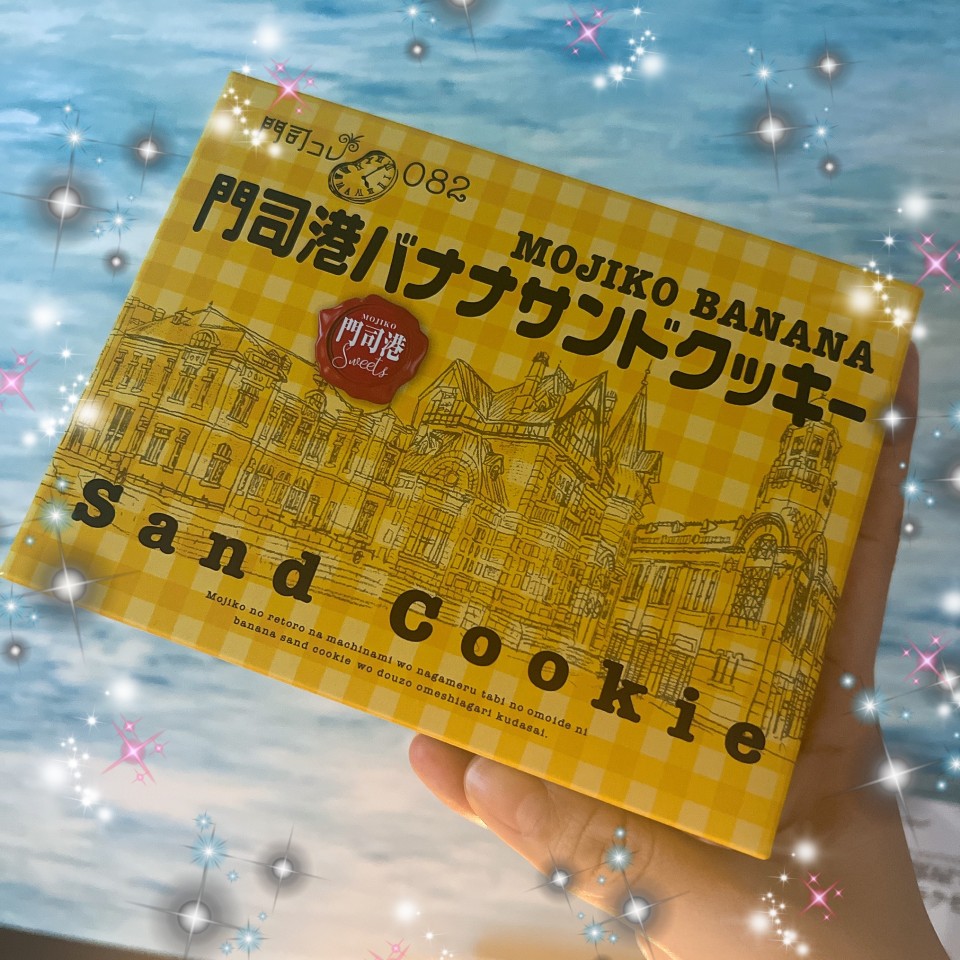 門司コレ 082
門司港バナナサンドクッキー
MOJIKO BANANA
MOJIKO
門司港
Sweets
Sand Cookie
Mojiko no retoro na machinami wo nagameru tabi no omoide ni
banana sand cookie wo douzo omeshiagari kudasai.